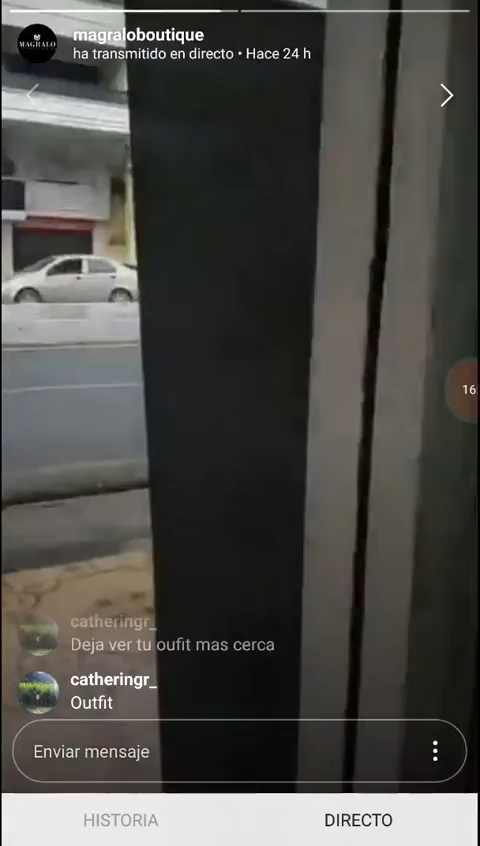 magraloboutique
ha transmitido en directo • Hace 24 h
MAGRALO
16
catheringr_
Deja ver tu oufit mas cerca
catheringr_
Outfit
Enviar mensaje
HISTORIA
DIRECTO